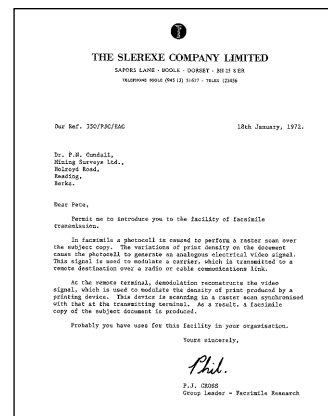 THE SLEREXE COMPANY LIMITED
SAPORS LANE - BOOLE - DORSET - BH 25 8 ER
TELEPHONE BOOLE (945 13) 51617 - TELEX 123456
Our Ref. 350/PJC/EAC 18th January, 1972.
Dr. P.N. Cundall,
Mining Surveys Ltd.,
Holroyd Road,
Reading,
Berks.
Dear Pete,
Permit me to introduce you to the facility of facsimile
transmission.
In facsimile a photocell is caused to perform a raster scan over
the subject copy. The variations of print density on the document
cause the photocell to generate an analogous electrical video signal.
This signal is used to modulate a carrier, which is transmitted to a
remote destination over a radio or cable communications link.
At the remote terminal, demodulation reconstructs the video
signal, which is used to modulate the density of print produced by a
printing device. This device is scanning in a raster scan synchronised
with that at the transmitting terminal. As a result, a facsimile
copy of the subject document is produced.
Probably you have uses for this facility in your organisation.
Yours sincerely,
Phil.
P.J. CROSS
Group Leader - Facsimile Research